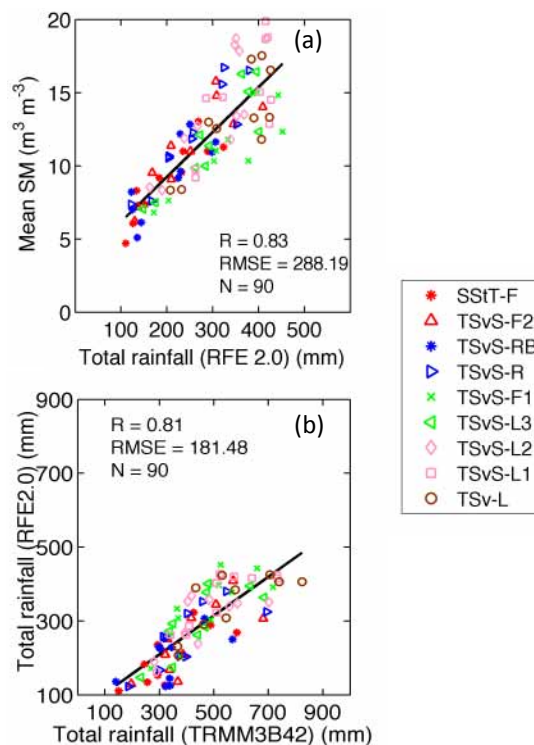 (a)
20
15
10
5
0
Mean SM (m³ m⁻³)
R = 0.83
RMSE = 288.19
N = 90
100 200 300 400 500
Total rainfall (RFE 2.0) (mm)
SStT-F
TSvS-F2
TSvS-RB
TSvS-R
TSvS-F1
TSvS-L3
TSvS-L2
TSvS-L1
TSv-L
(b)
900
700
500
300
100
Total rainfall (RFE2.0) (mm)
R = 0.81
RMSE = 181.48
N = 90
100 300 500 700 900
Total rainfall (TRMM3B42) (mm)